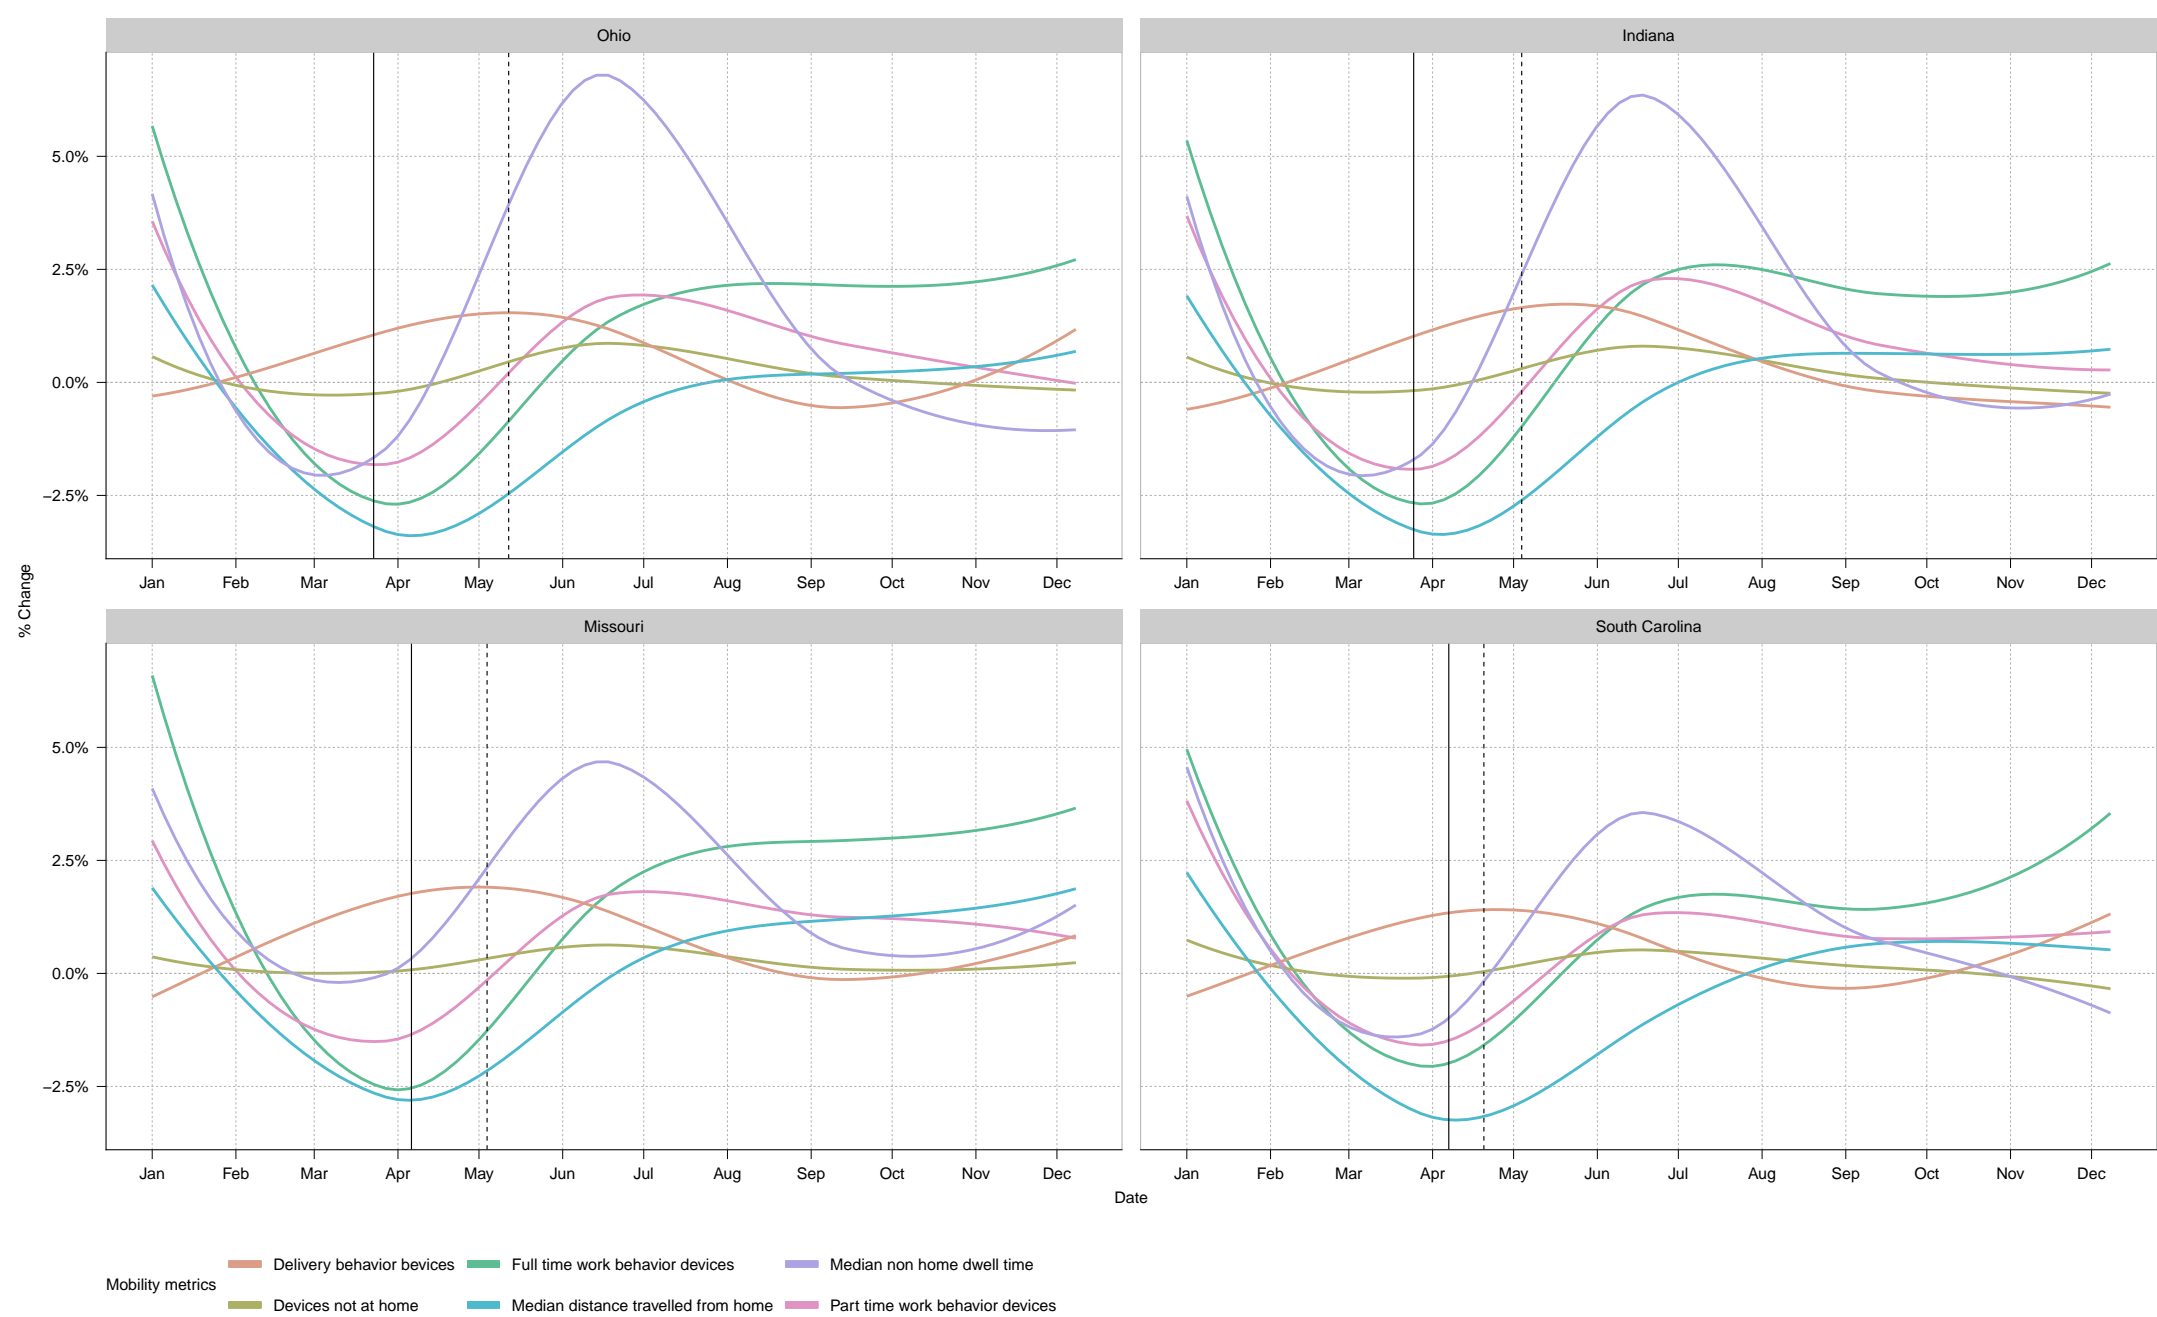 Ohio
Indiana
5.0%
2.5%
0.0%
−2.5%
Jan Feb Mar Apr May Jun Jul Aug Sep Oct Nov Dec
Jan Feb Mar Apr May Jun Jul Aug Sep Oct Nov Dec
% Change
Missouri
South Carolina
5.0%
2.5%
0.0%
−2.5%
Jan Feb Mar Apr May Jun Jul Aug Sep Oct Nov Dec
Jan Feb Mar Apr May Jun Jul Aug Sep Oct Nov Dec
Date
Mobility metrics
Delivery behavior bevices
Full time work behavior devices
Median non home dwell time
Devices not at home
Median distance travelled from home
Part time work behavior devices